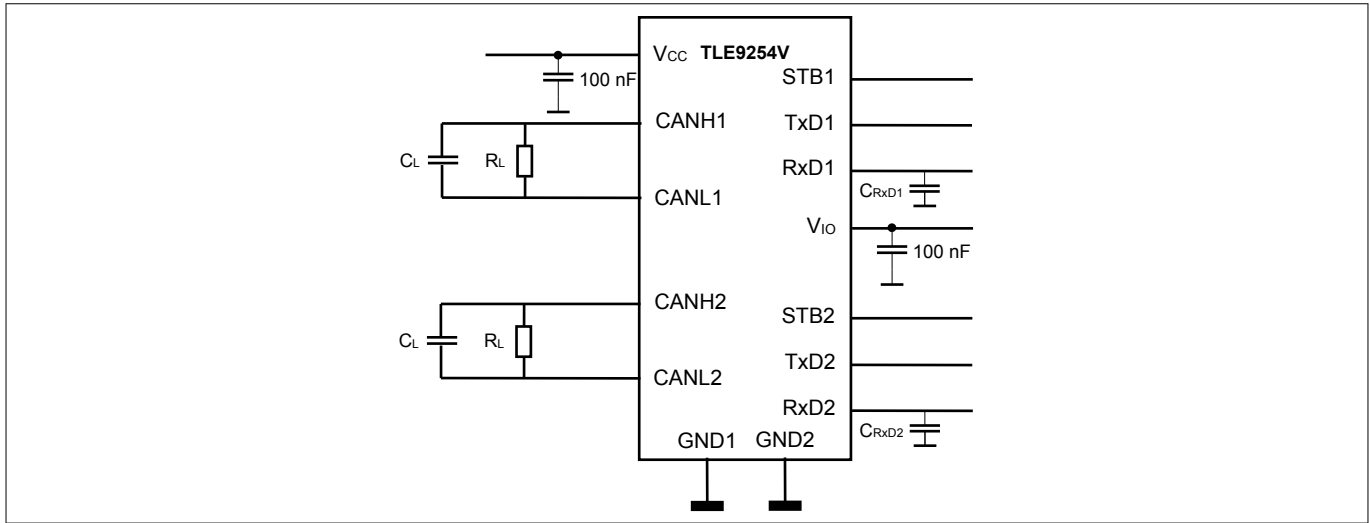 VCC TLE9254V
STB1
100 nF
CANH1
TxD1
CL
RL
RxD1
CRxD1
CANL1
VIO
100 nF
CANH2
STB2
CL
RL
TxD2
CANL2
RxD2
CRxD2
GND1 GND2